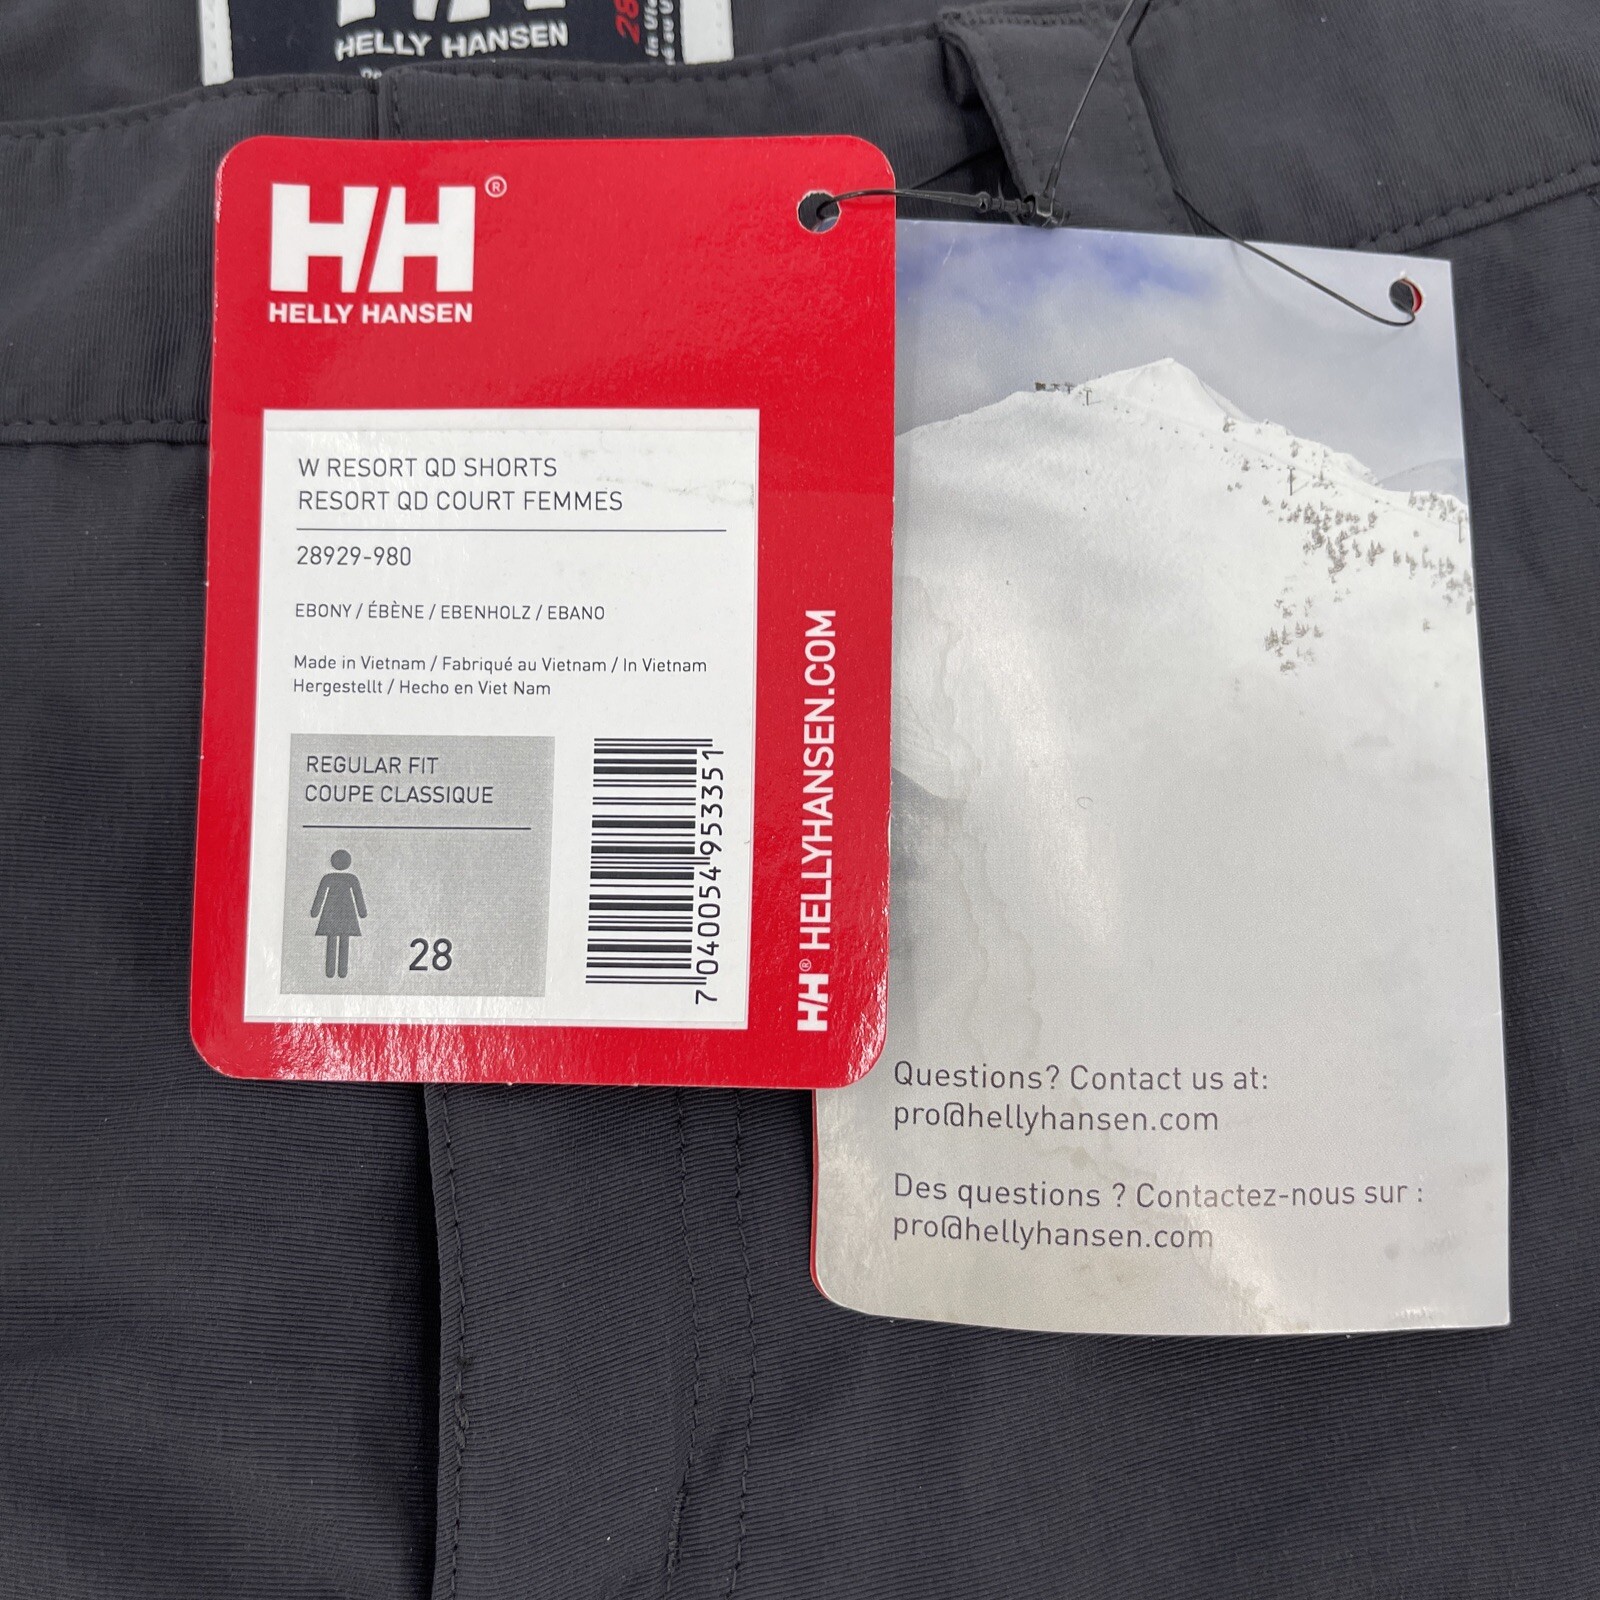 HELLY HANSEN
28
HH®
HELLY HANSEN
W RESORT QD SHORTS
RESORT QD COURT FEMMES
28929-980
EBONY / ÉBÈNE / EBENHOLZ / EBANO
Made in Vietnam / Fabriqué au Vietnam / In Vietnam
Hergestellt / Hecho en Viet Nam
REGULAR FIT
COUPE CLASSIQUE
28
7 040054 953351
HH® HELLYHANSEN.COM
Questions? Contact us at:
pro@hellyhansen.com
Des questions ? Contactez-nous sur :
pro@hellyhansen.com